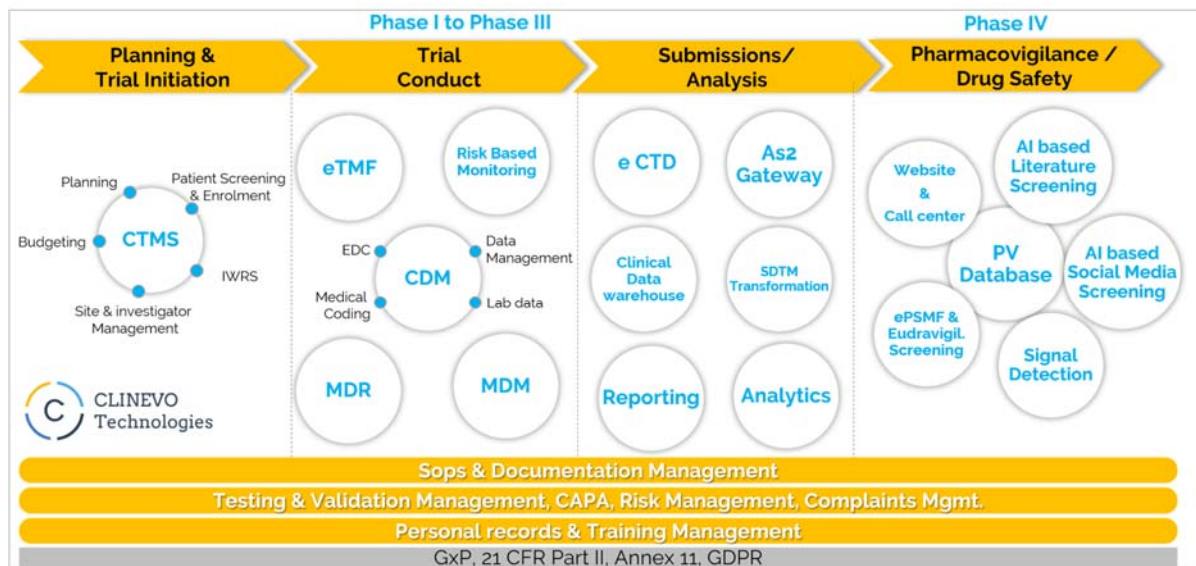 Phase I to Phase III
Phase IV
Planning &
Trial Initiation
Trial
Conduct
Submissions/
Analysis
Pharmacovigilance /
Drug Safety
Planning
Patient Screening
& Enrolment
CTMS
Budgeting
IWRS
Site & investigator
Management
CLINEVO
Technologies
C
eTMF
Risk Based
Monitoring
EDC
Data
Management
CDM
Medical
Coding
Lab data
MDR
MDM
e CTD
As2
Gateway
Clinical
Data
warehouse
SDTM
Transformation
Reporting
Analytics
Website
&
Call center
AI based
Literature
Screening
PV
Database
AI based
Social Media
Screening
ePSMF &
Eudravigil.
Screening
Signal
Detection
Sops & Documentation Management
Testing & Validation Management, CAPA, Risk Management, Complaints Mgmt.
Personal records & Training Management
GxP, 21 CFR Part II, Annex 11, GDPR